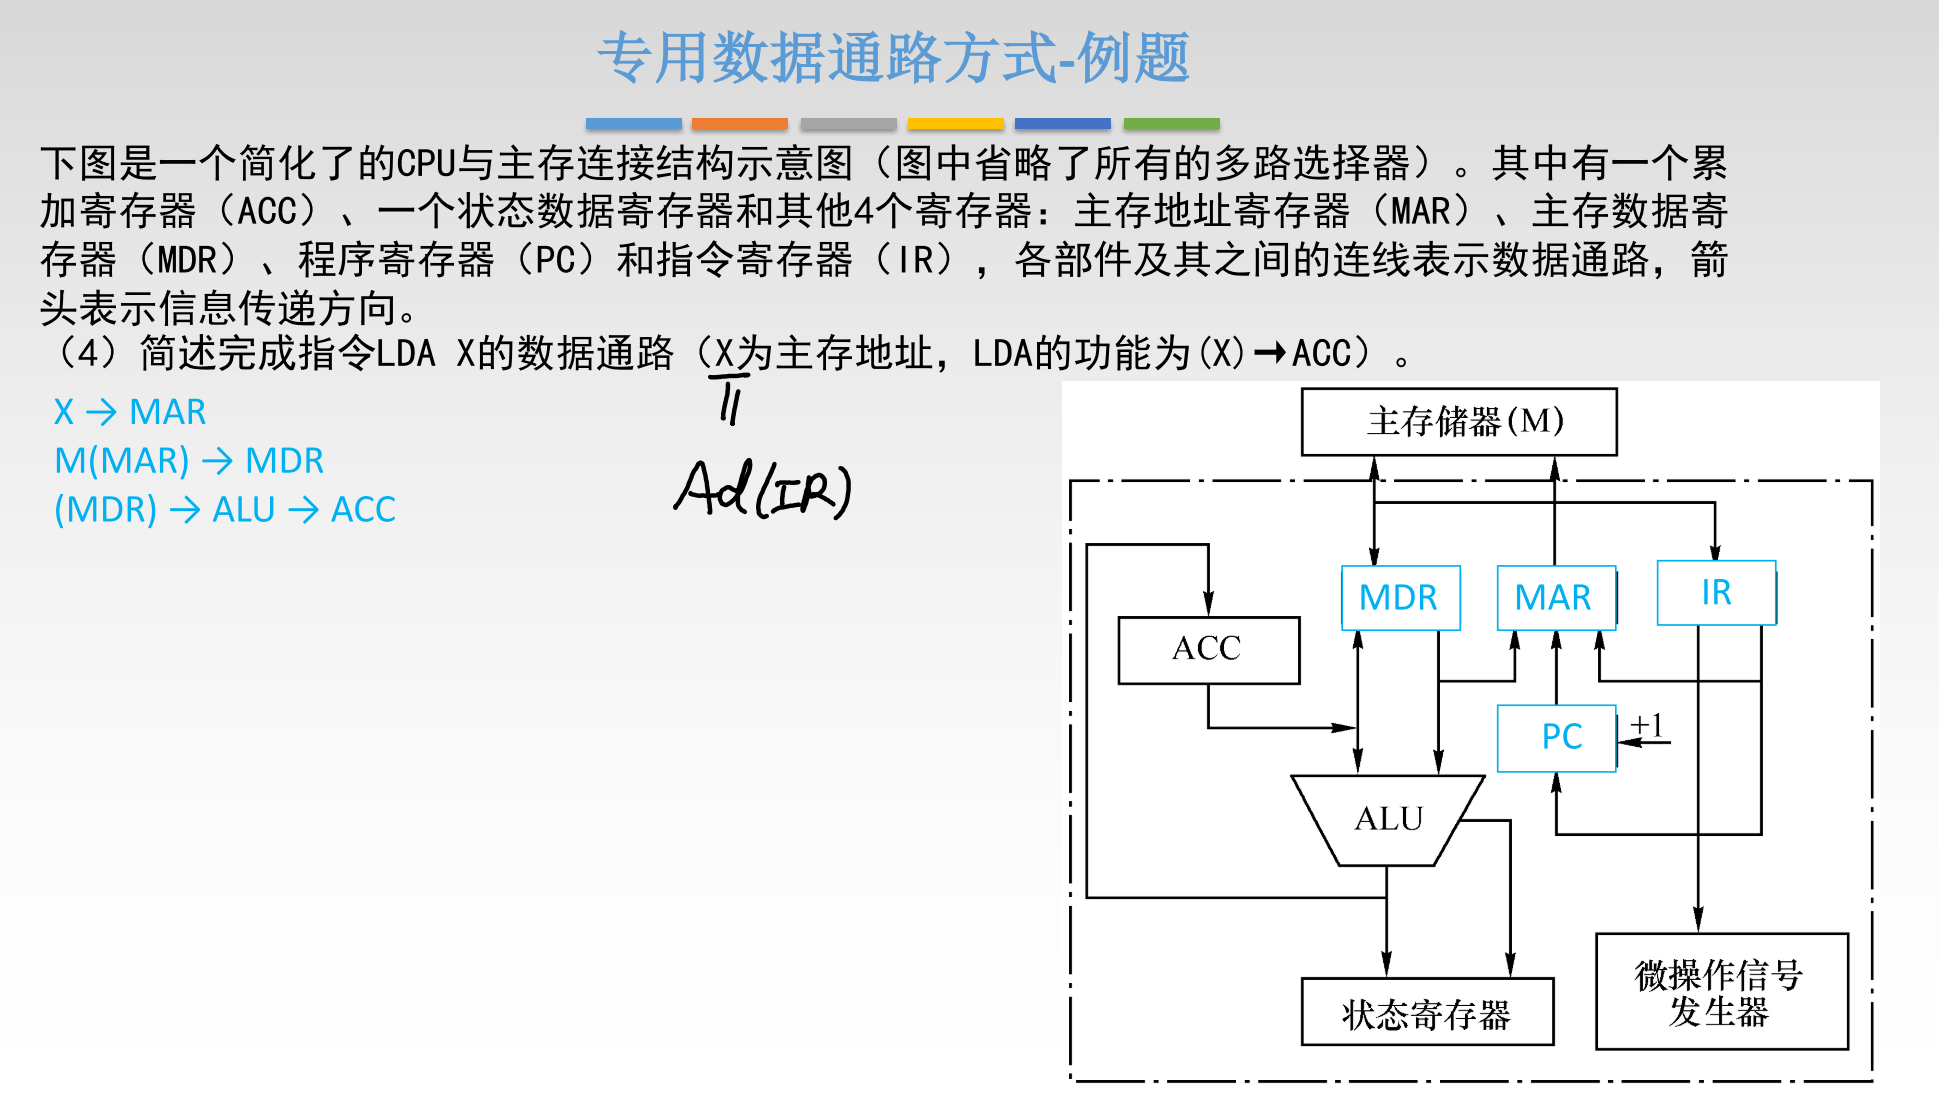 专用数据通路方式-例题
下图是一个简化了的CPU与主存连接结构示意图（图中省略了所有的多路选择器）。其中有一个累
加寄存器（ACC）、一个状态数据寄存器和其他4个寄存器：主存地址寄存器（MAR）、主存数据寄
存器（MDR）、程序寄存器（PC）和指令寄存器（IR），各部件及其之间的连线表示数据通路，箭
头表示信息传递方向。
（4）简述完成指令LDA X的数据通路（X为主存地址，LDA的功能为(X)→ACC）。
X → MAR
M(MAR) → MDR
(MDR) → ALU → ACC
Ad(IR)
主存储器(M)
MDR
MAR
IR
ACC
PC
+1
ALU
状态寄存器
微操作信号
发生器